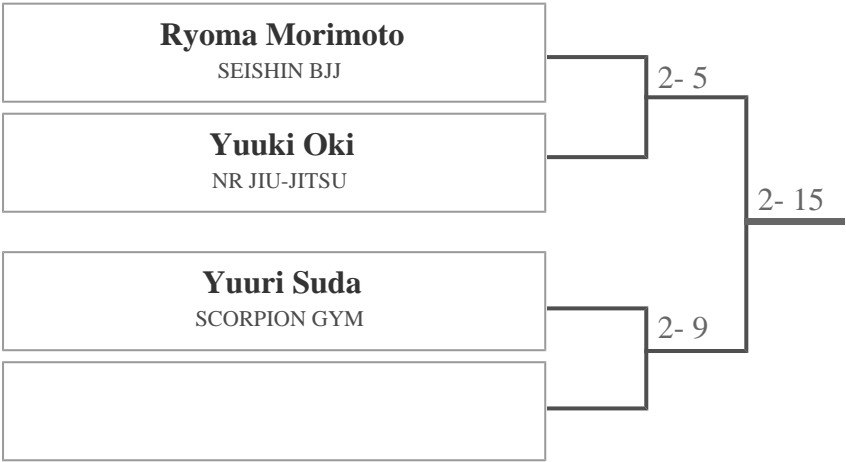 Ryoma Morimoto
SEISHIN BJJ
2- 5
Yuuki Oki
NR JIU-JITSU
2- 15
Yuuri Suda
SCORPION GYM
2- 9